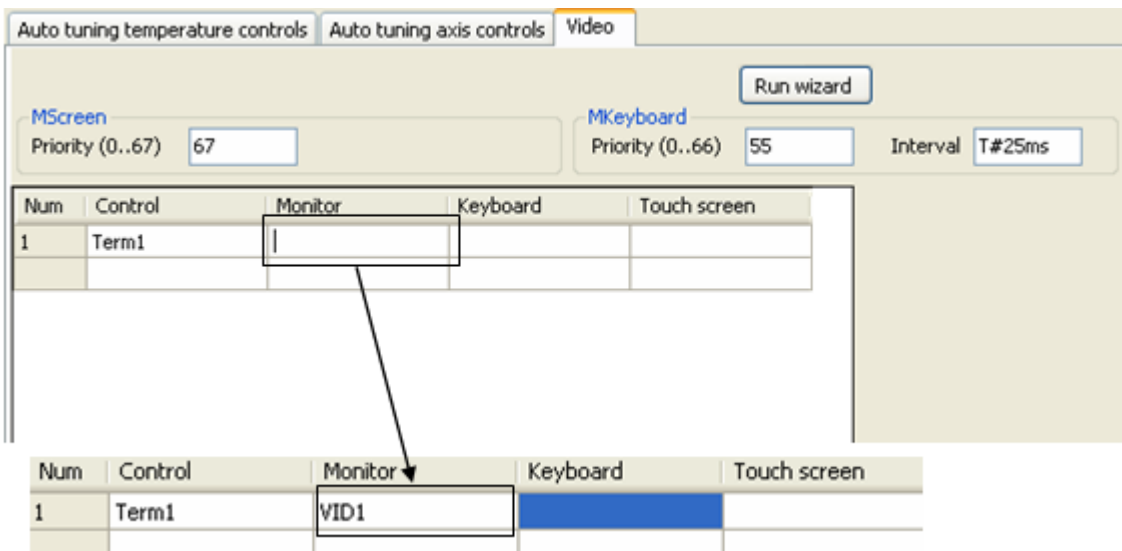 Auto tuning temperature controls Auto tuning axis controls Video
Run wizard
MScreen MKeyboard
Priority (0..67) 67 Priority (0..66) 55 Interval T#25ms
Num Control Monitor Keyboard Touch screen
1 Term1
Num Control Monitor Keyboard Touch screen
1 Term1 VID1